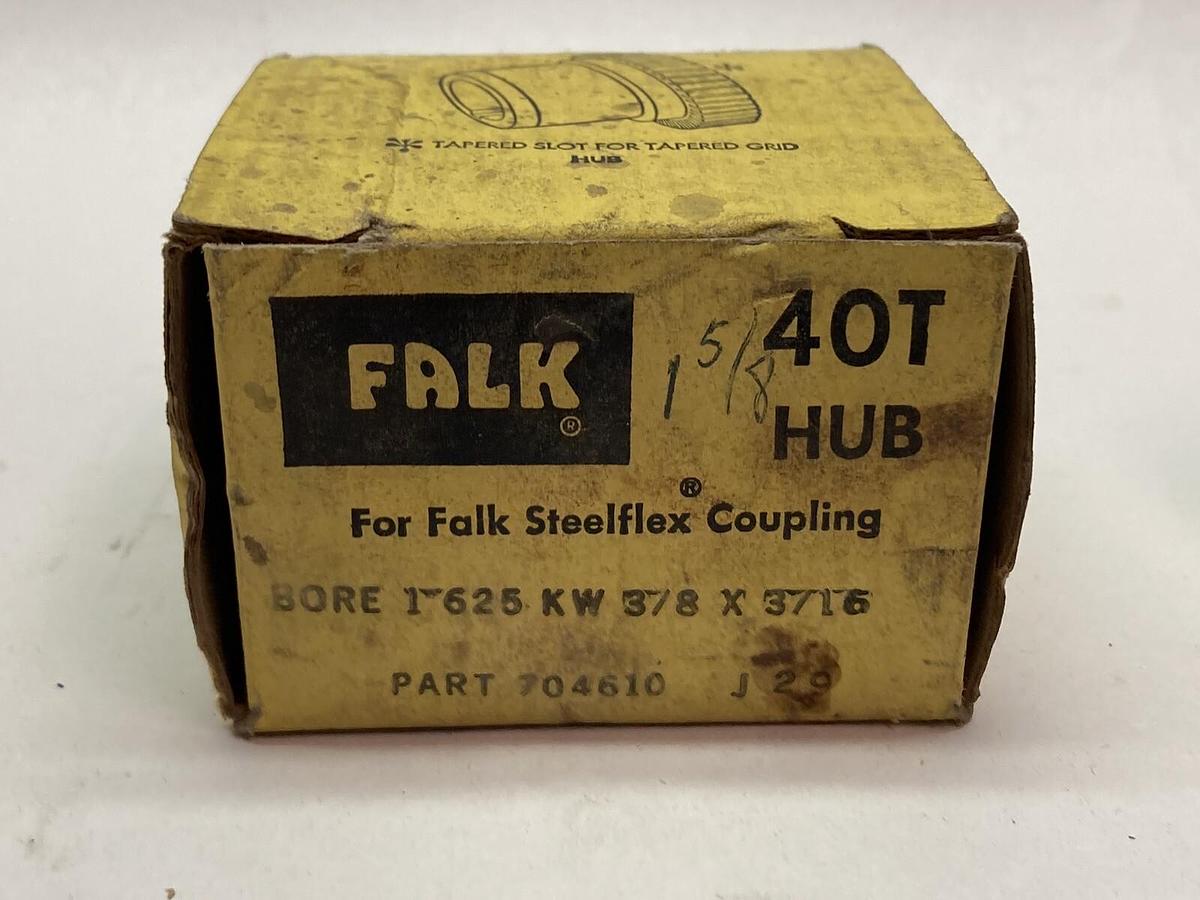 * TAPERED SLOT FOR TAPERED GRID
HUB
FALK
®
1 5/8
40T
HUB
For Falk Steelflex® Coupling
BORE 1 625 KW 3/8 X 3/16
PART 704610 J 29